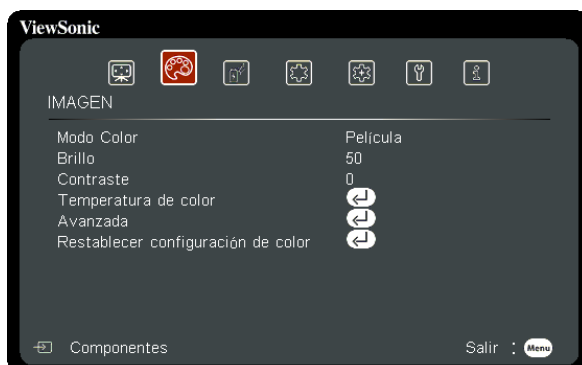 ViewSonic
IMAGEN
Modo Color Película
Brillo 50
Contraste 0
Temperatura de color
Avanzada
Restablecer configuración de color
Componentes Salir : Menu